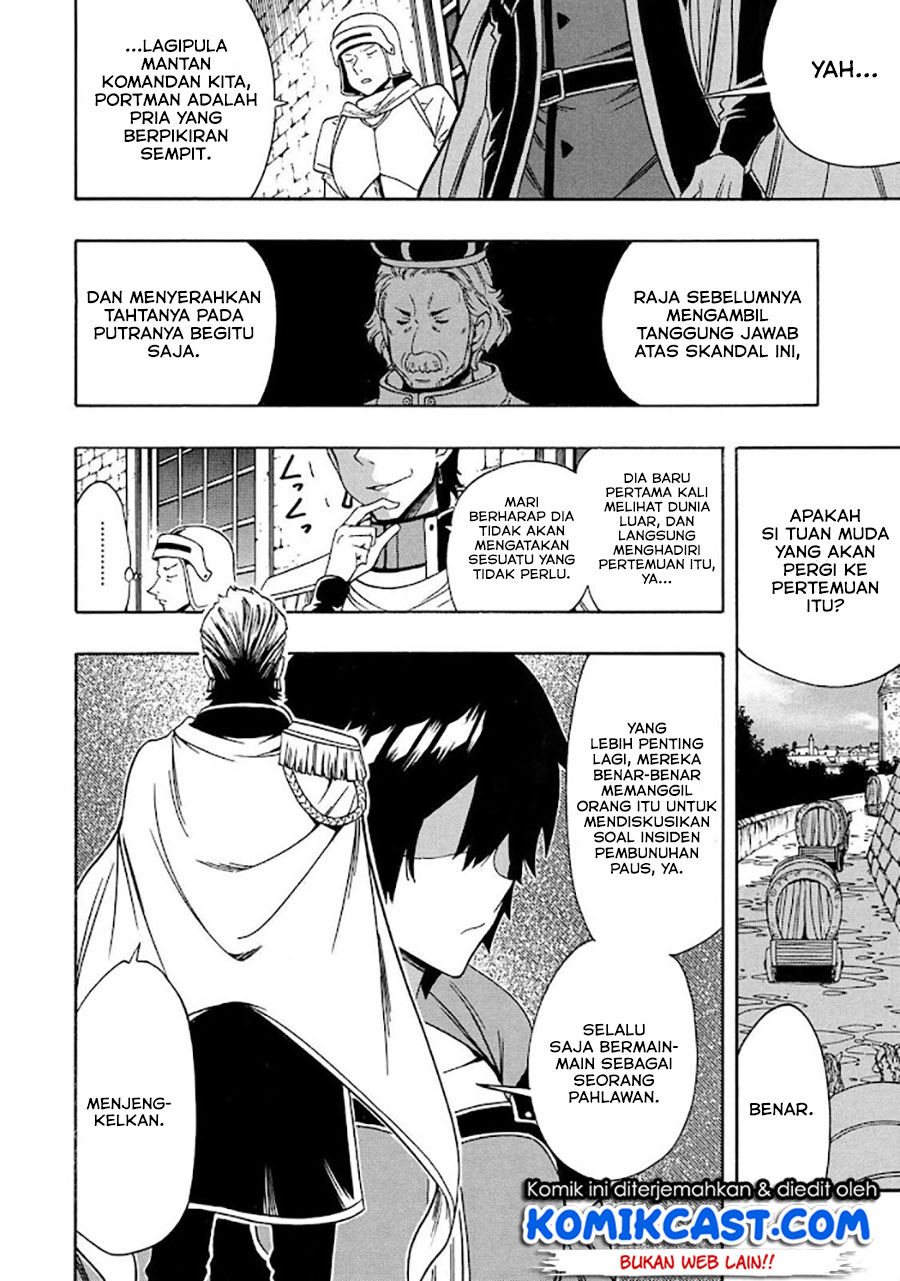 YAH...
...LAGIPULA
MANTAN
KOMANDAN KITA,
PORTMAN ADALAH
PRIA YANG
BERPIKIRAN
SEMPIT.
RAJA SEBELUMNYA
MENGAMBIL
TANGGUNG JAWAB
ATAS SKANDAL INI,
DAN MENYERAHKAN
TAHTANYA PADA
PUTRANYA BEGITU
SAJA.
APAKAH
SI TUAN MUDA
YANG AKAN
PERGI KE
PERTEMUAN
ITU?
BENAR.
DIA BARU
PERTAMA KALI
MELIHAT DUNIA
LUAR, DAN
LANGSUNG
MENGHADIRI
PERTEMUAN ITU,
YA...
MARI
BERHARAP DIA
TIDAK AKAN
MENGATAKAN
SESUATU YANG
TIDAK PERLU.
くっくっ
..........
YANG
LEBIH PENTING
LAGI, MEREKA
BENAR-BENAR
MEMANGGIL
ORANG ITU UNTUK
MENDISKUSIKAN
SOAL INSIDEN
PEMBUNUHAN
PAUS, YA.
SELALU
SAJA BERMAIN-
MAIN SEBAGAI
SEORANG
PAHLAWAN.
MENJENG-
KELKAN.
Komik ini diterjemahkan & diedit oleh
KOMIKCAST.COM
BUKAN WEB LAIN!!